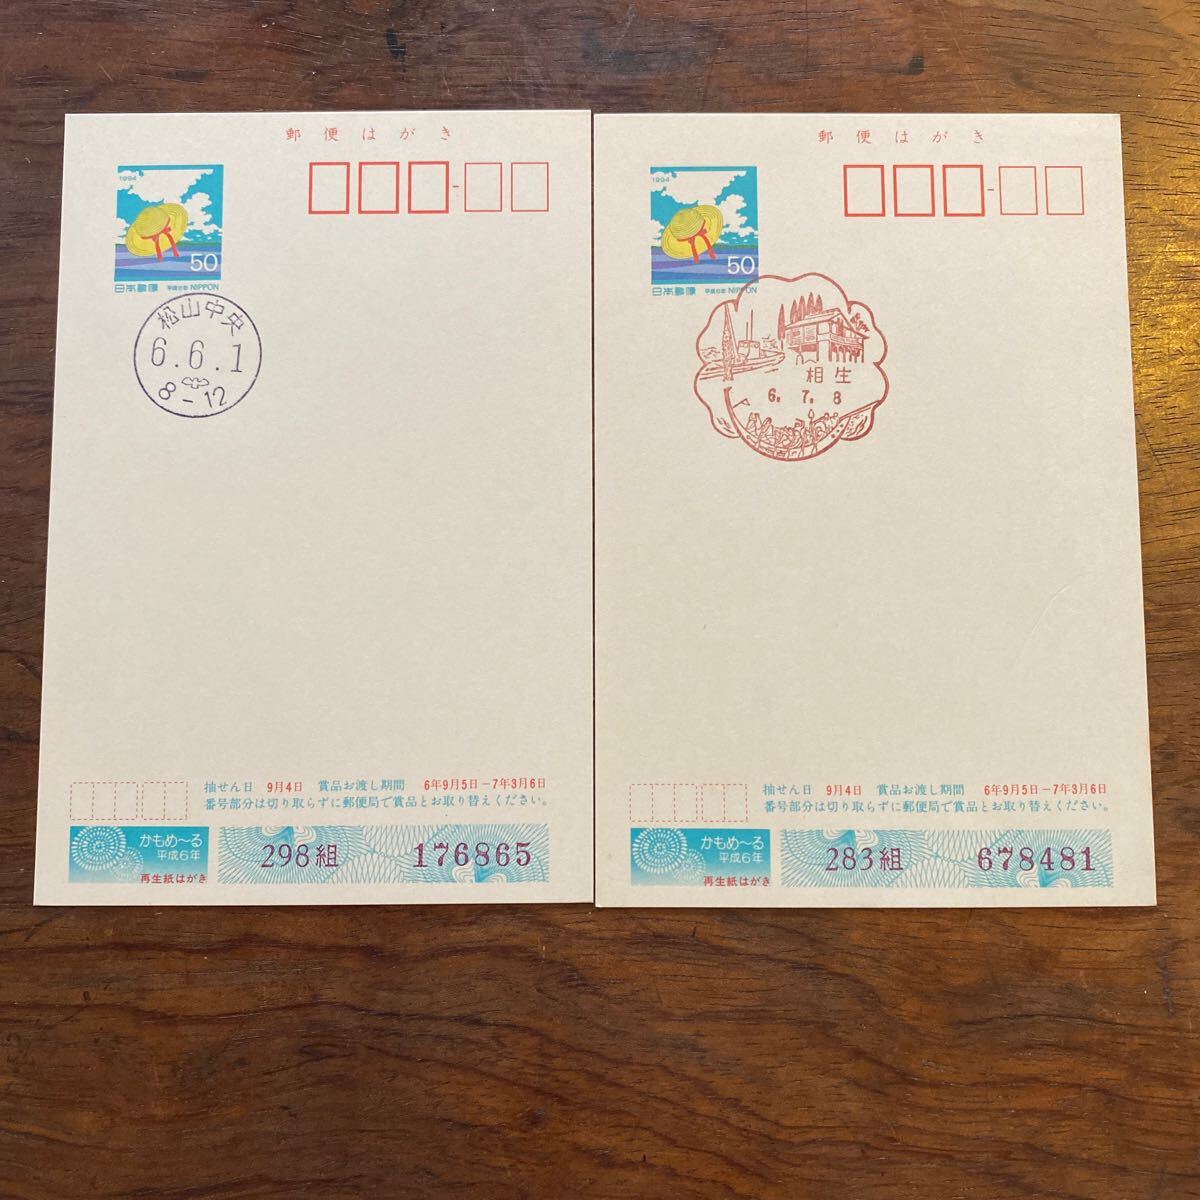 郵便はがき
1994
50
日本郵便 平成6年 NIPPON
松山中央
6.6.1
8-12
抽せん日 9月4日 賞品お渡し期間 6年9月5日-7年3月6日
番号部分は切り取らずに郵便局で賞品とお取り替えください。
かもめ~る
平成6年
再生紙はがき
298組 176865
郵便はがき
1994
50
日本郵便 平成6年 NIPPON
相生
6.7.8
抽せん日 9月4日 賞品お渡し期間 6年9月5日-7年3月6日
番号部分は切り取らずに郵便局で賞品とお取り替えください。
かもめ~る
平成6年
再生紙はがき
283組 678481